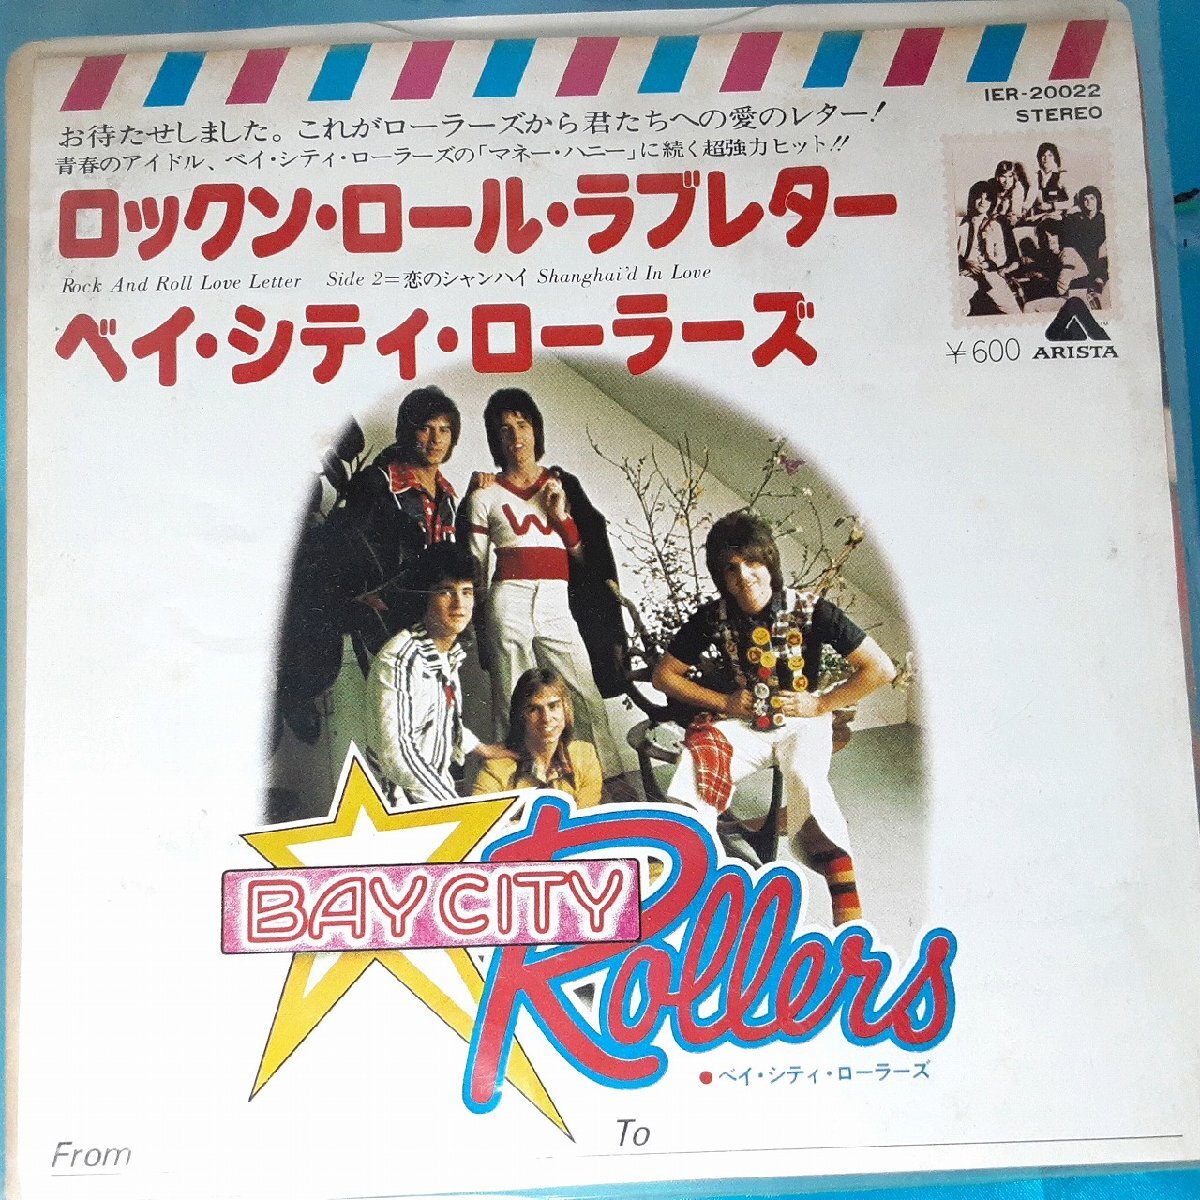 IER-20022
STEREO
お待たせしました。これがローラーズから君たちへの愛のレター!
青春のアイドル、ベイ・シティ・ローラーズの「マネー・ハニー」に続く超強力ヒット!!
ロックン・ロール・ラブレター
Rock And Roll Love Letter Side 2=恋のシャンハイ Shanghai'd In Love
ベイ・シティ・ローラーズ
¥600 ARISTA
W
BAY CITY
Rollers
●ベイ・シティ・ローラーズ
From
To